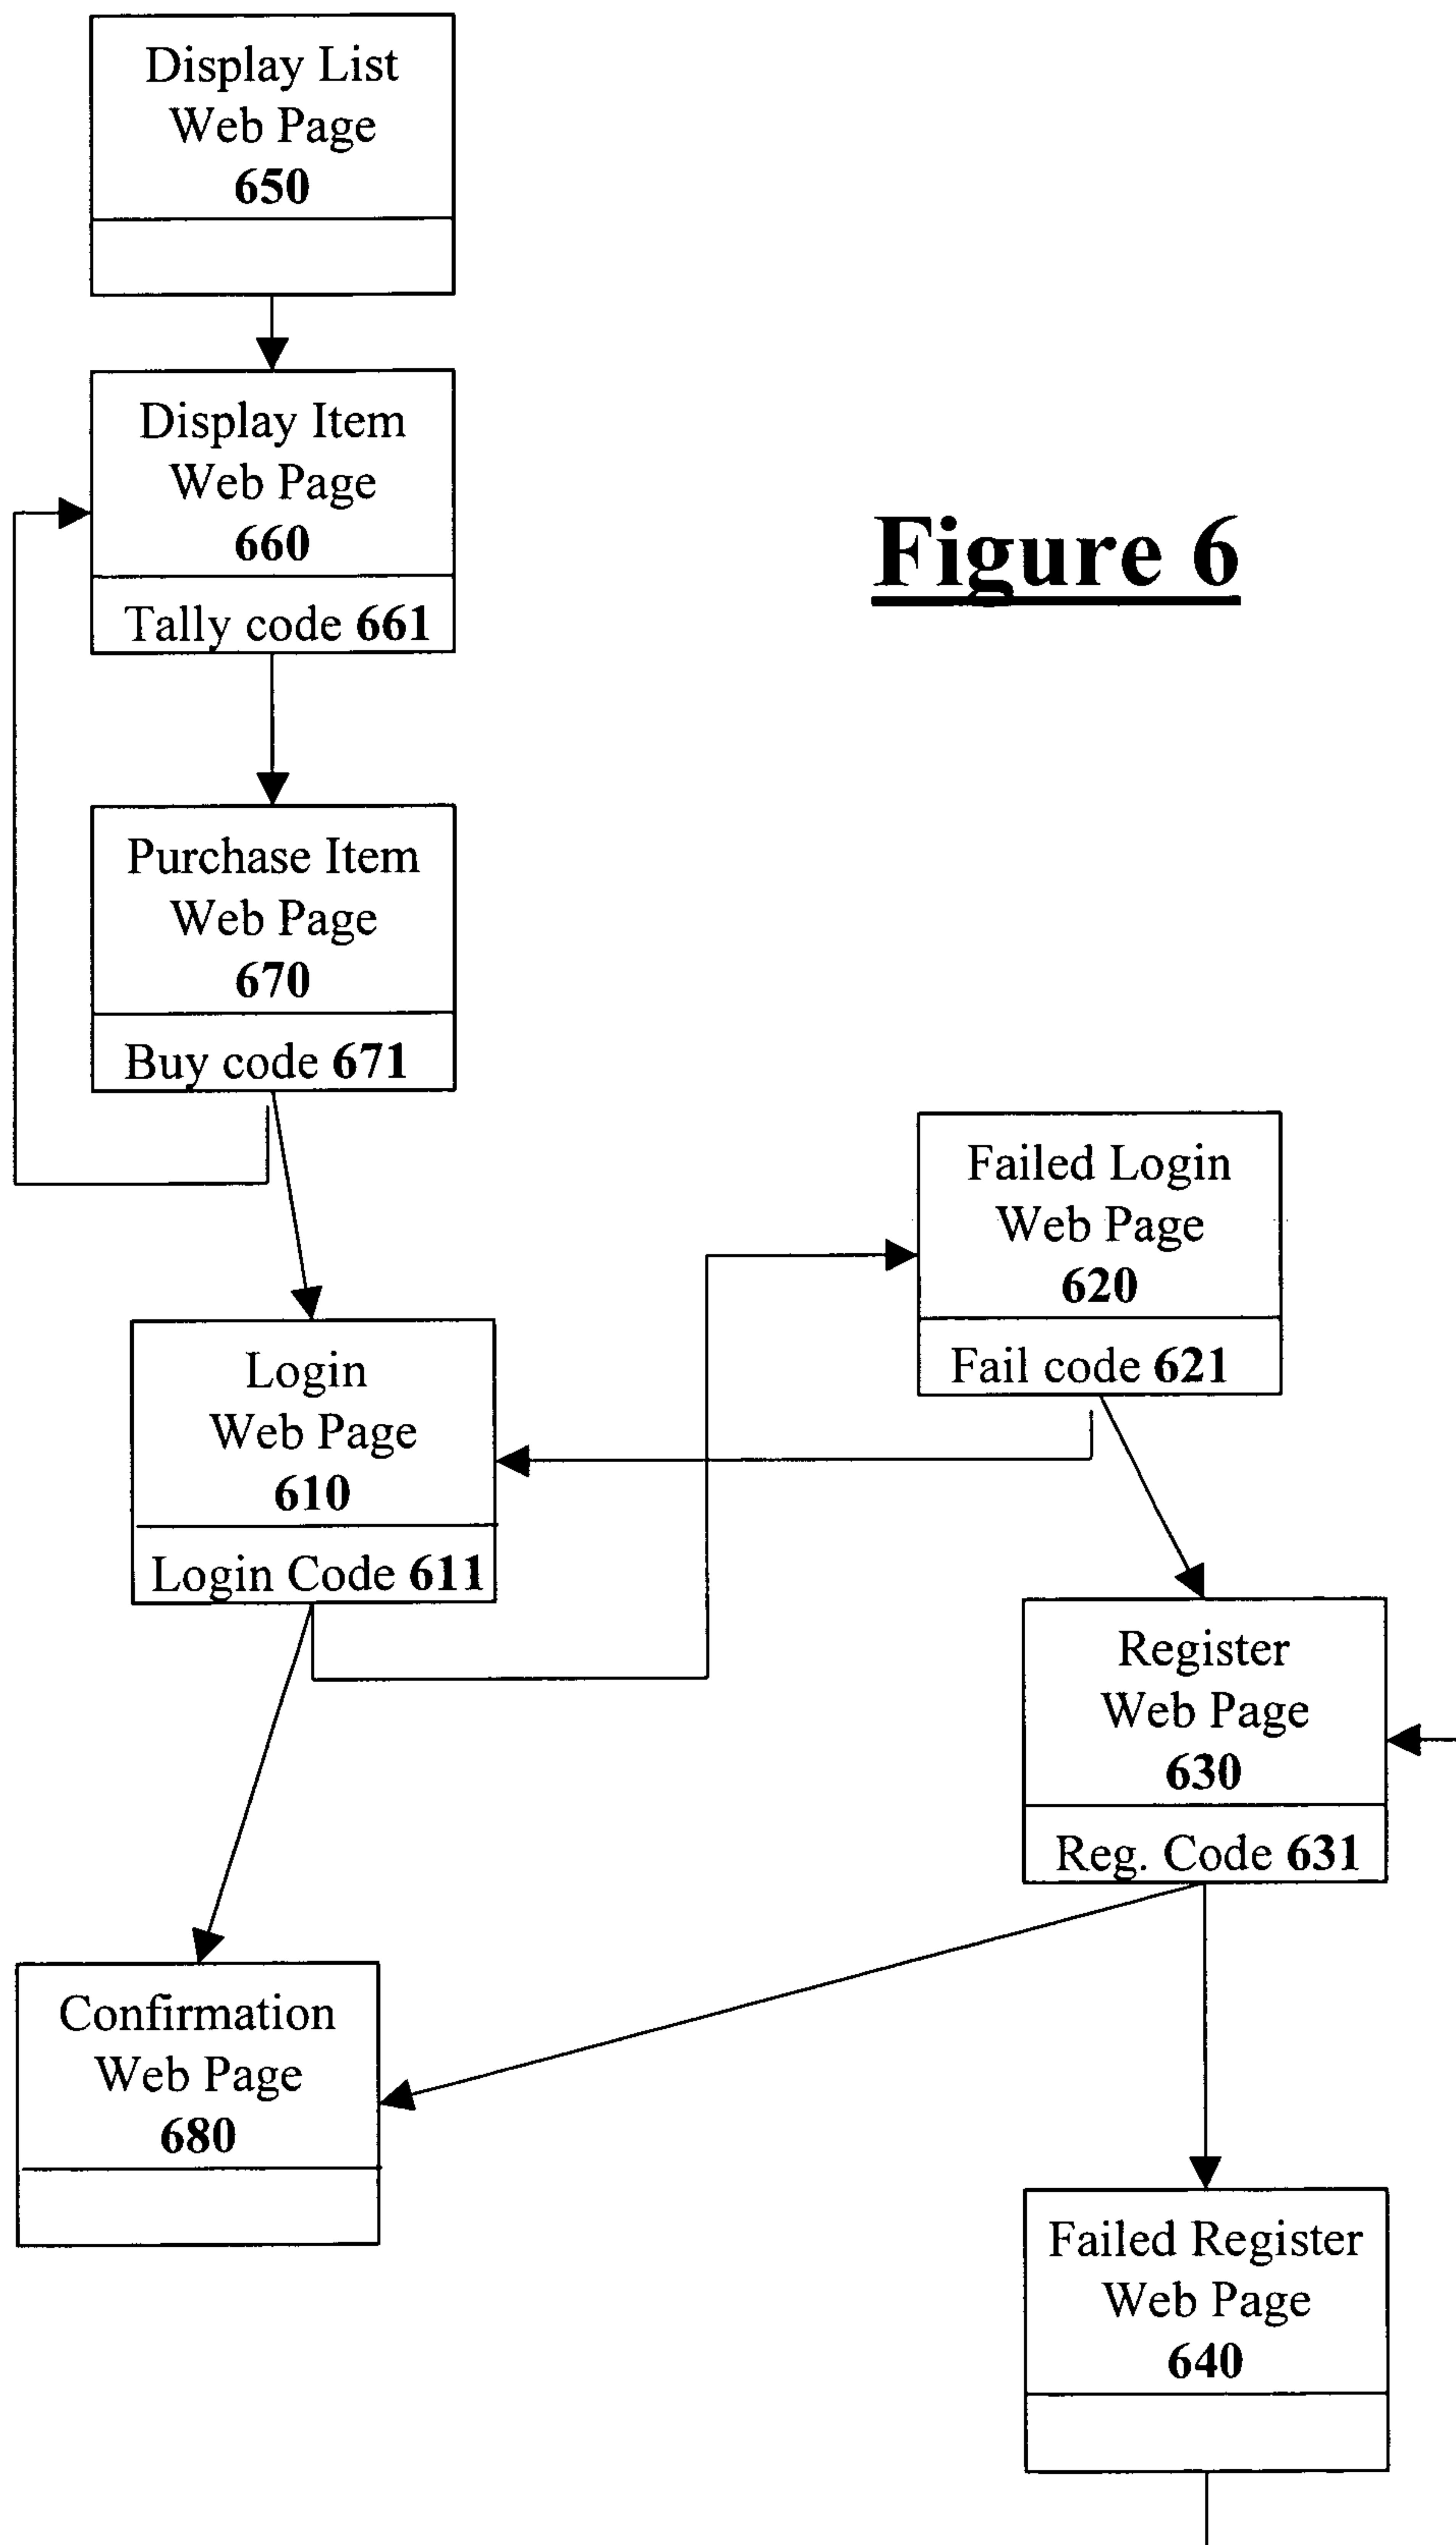 Display List
Web Page
650
Display Item
Web Page
660
Tally code 661
Figure 6
Purchase Item
Web Page
670
Buy code 671
Failed Login
Web Page
620
Fail code 621
Login
Web Page
610
Login Code 611
Register
Web Page
630
Reg. Code 631
Confirmation
Web Page
680
Failed Register
Web Page
640